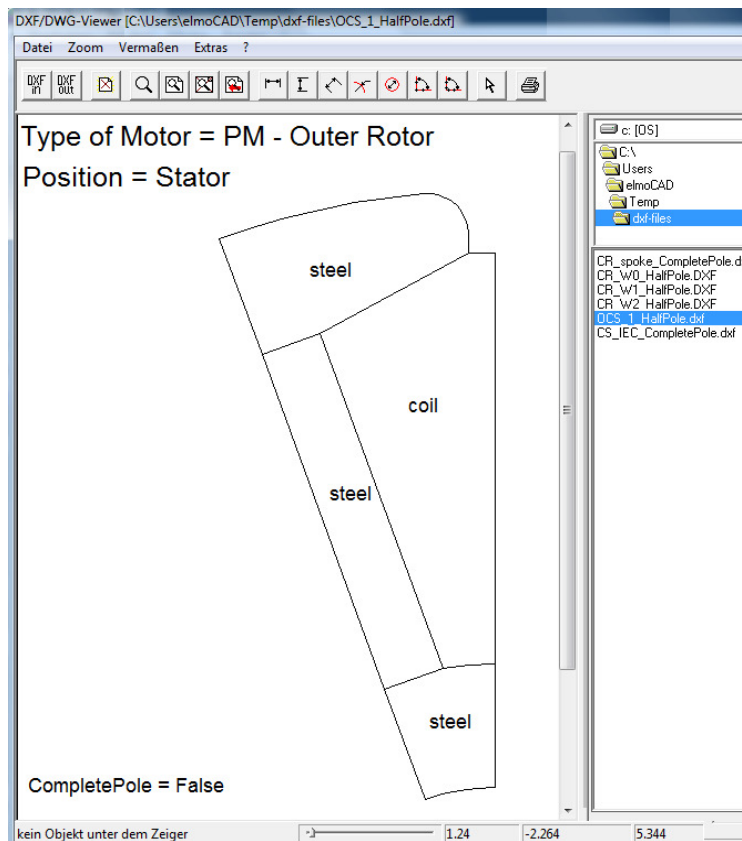 DXF/DWG-Viewer [C:\Users\elmoCAD\Temp\dxf-files\OCS_1_HalfPole.dxf]
Datei Zoom Vermaßen Extras ?
DXF in DXF out
Type of Motor = PM - Outer Rotor
Position = Stator
steel
coil
steel
steel
CompletePole = False
c: [OS]
C:\
Users
elmoCAD
Temp
dxf-files
CR_spoke_CompletePole.d
CR_W0_HalfPole.DXF
CR_W1_HalfPole.DXF
CR_W2_HalfPole.DXF
OCS_1_HalfPole.dxf
CS_IEC_CompletePole.dxf
kein Objekt unter dem Zeiger 1.24 -2.264 5.344